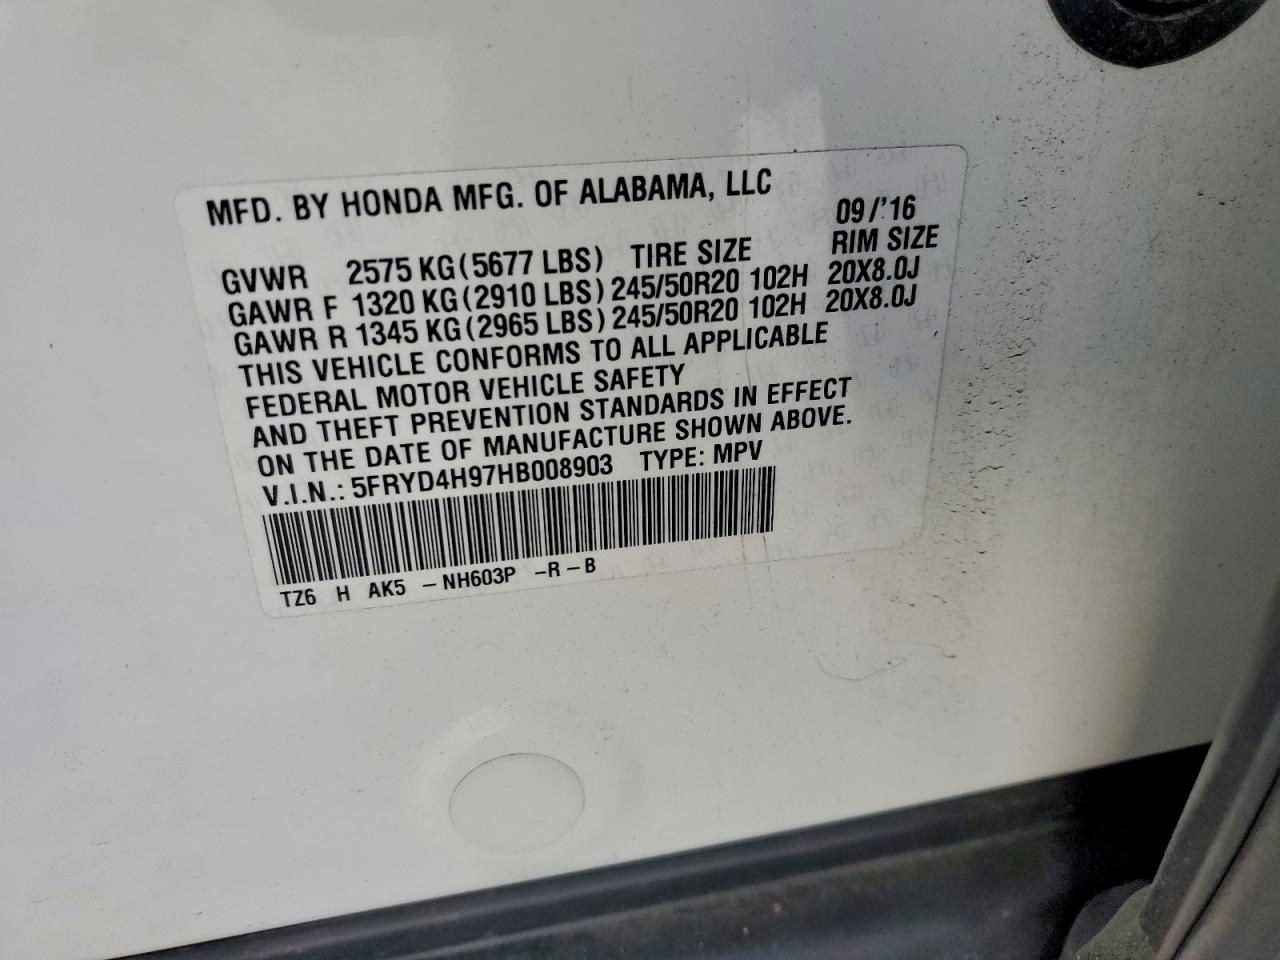 MFD. BY HONDA MFG. OF ALABAMA, LLC
09/'16
GVWR 2575 KG(5677 LBS) TIRE SIZE RIM SIZE
GAWR F 1320 KG(2910 LBS) 245/50R20 102H 20X8.0J
GAWR R 1345 KG(2965 LBS) 245/50R20 102H 20X8.0J
THIS VEHICLE CONFORMS TO ALL APPLICABLE
FEDERAL MOTOR VEHICLE SAFETY
AND THEFT PREVENTION STANDARDS IN EFFECT
ON THE DATE OF MANUFACTURE SHOWN ABOVE.
V.I.N.: 5FRYD4H97HB008903 TYPE: MPV
TZ6 H AK5 -NH603P -R-B